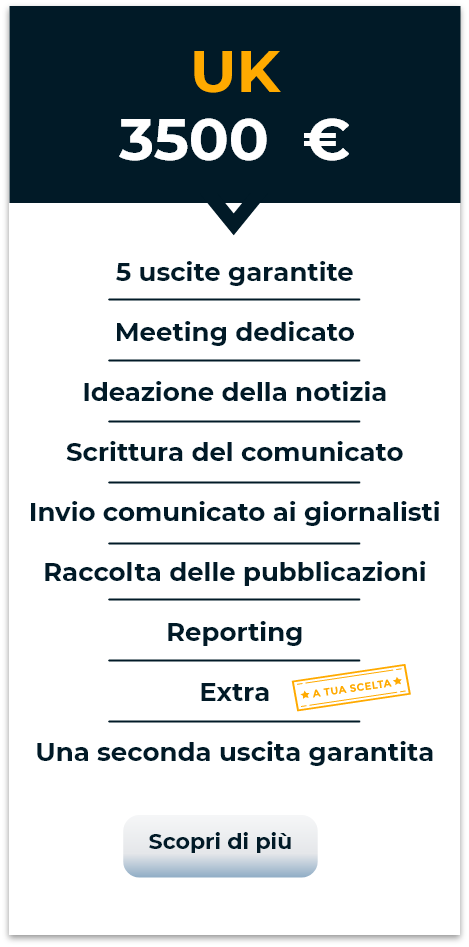 UK
3500 €
5 uscite garantite
Meeting dedicato
Ideazione della notizia
Scrittura del comunicato
Invio comunicato ai giornalisti
Raccolta delle pubblicazioni
Reporting
Extra
★ A TUA SCELTA ★
Una seconda uscita garantita
Scopri di più